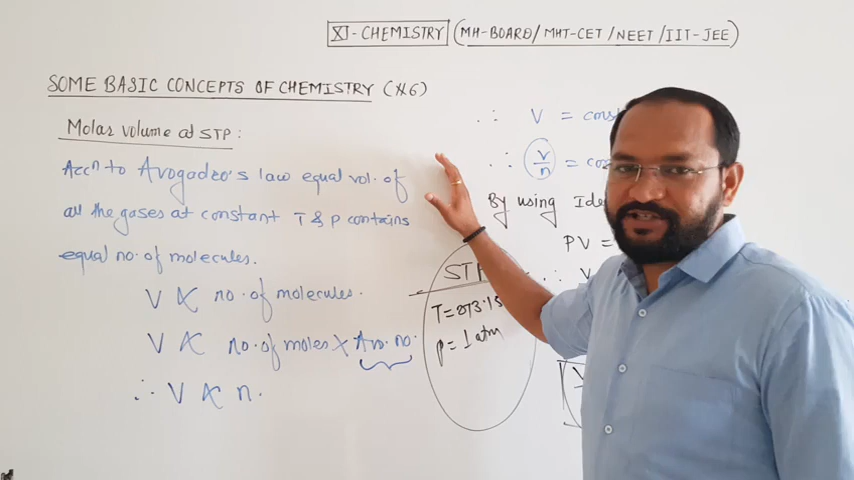 XI-CHEMISTRY (MH-BOARD/MHT-CET/NEET/IIT-JEE)
SOME BASIC CONCEPTS OF CHEMISTRY (#6)
Molar volume at STP:
Accⁿ to Avogadro's law equal vol. of
all the gases at constant T & P contains
equal no. of molecules.
V ∝ no. of molecules.
V ∝ no. of moles × Avo. no.
∴ V ∝ n.
∴ V = const
∴ V/n = co
By using Ide
PV =
∴ V
STP
T=273.15
P=1 atm